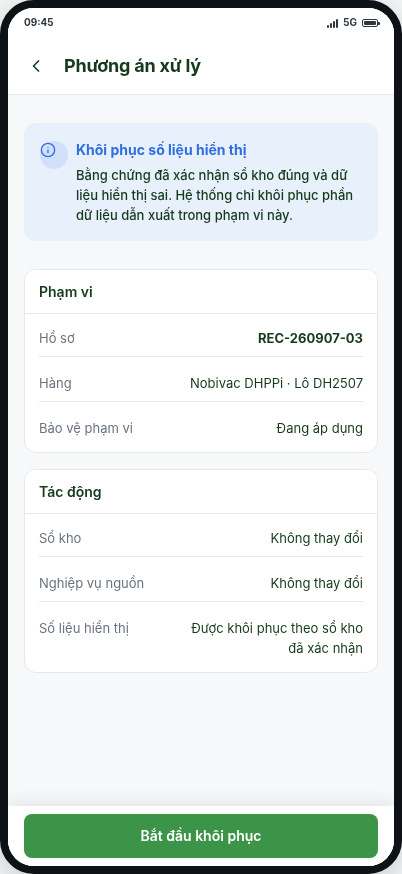 09:45
5G
Phương án xử lý
Khôi phục số liệu hiển thị
Bằng chứng đã xác nhận sổ kho đúng và dữ
liệu hiển thị sai. Hệ thống chỉ khôi phục phần
dữ liệu dẫn xuất trong phạm vi này.
Phạm vi
Hồ sơ REC-260907-03
Hàng Nobivac DHPPi · Lô DH2507
Bảo vệ phạm vi Đang áp dụng
Tác động
Sổ kho Không thay đổi
Nghiệp vụ nguồn Không thay đổi
Số liệu hiển thị Được khôi phục theo sổ kho
đã xác nhận
Bắt đầu khôi phục